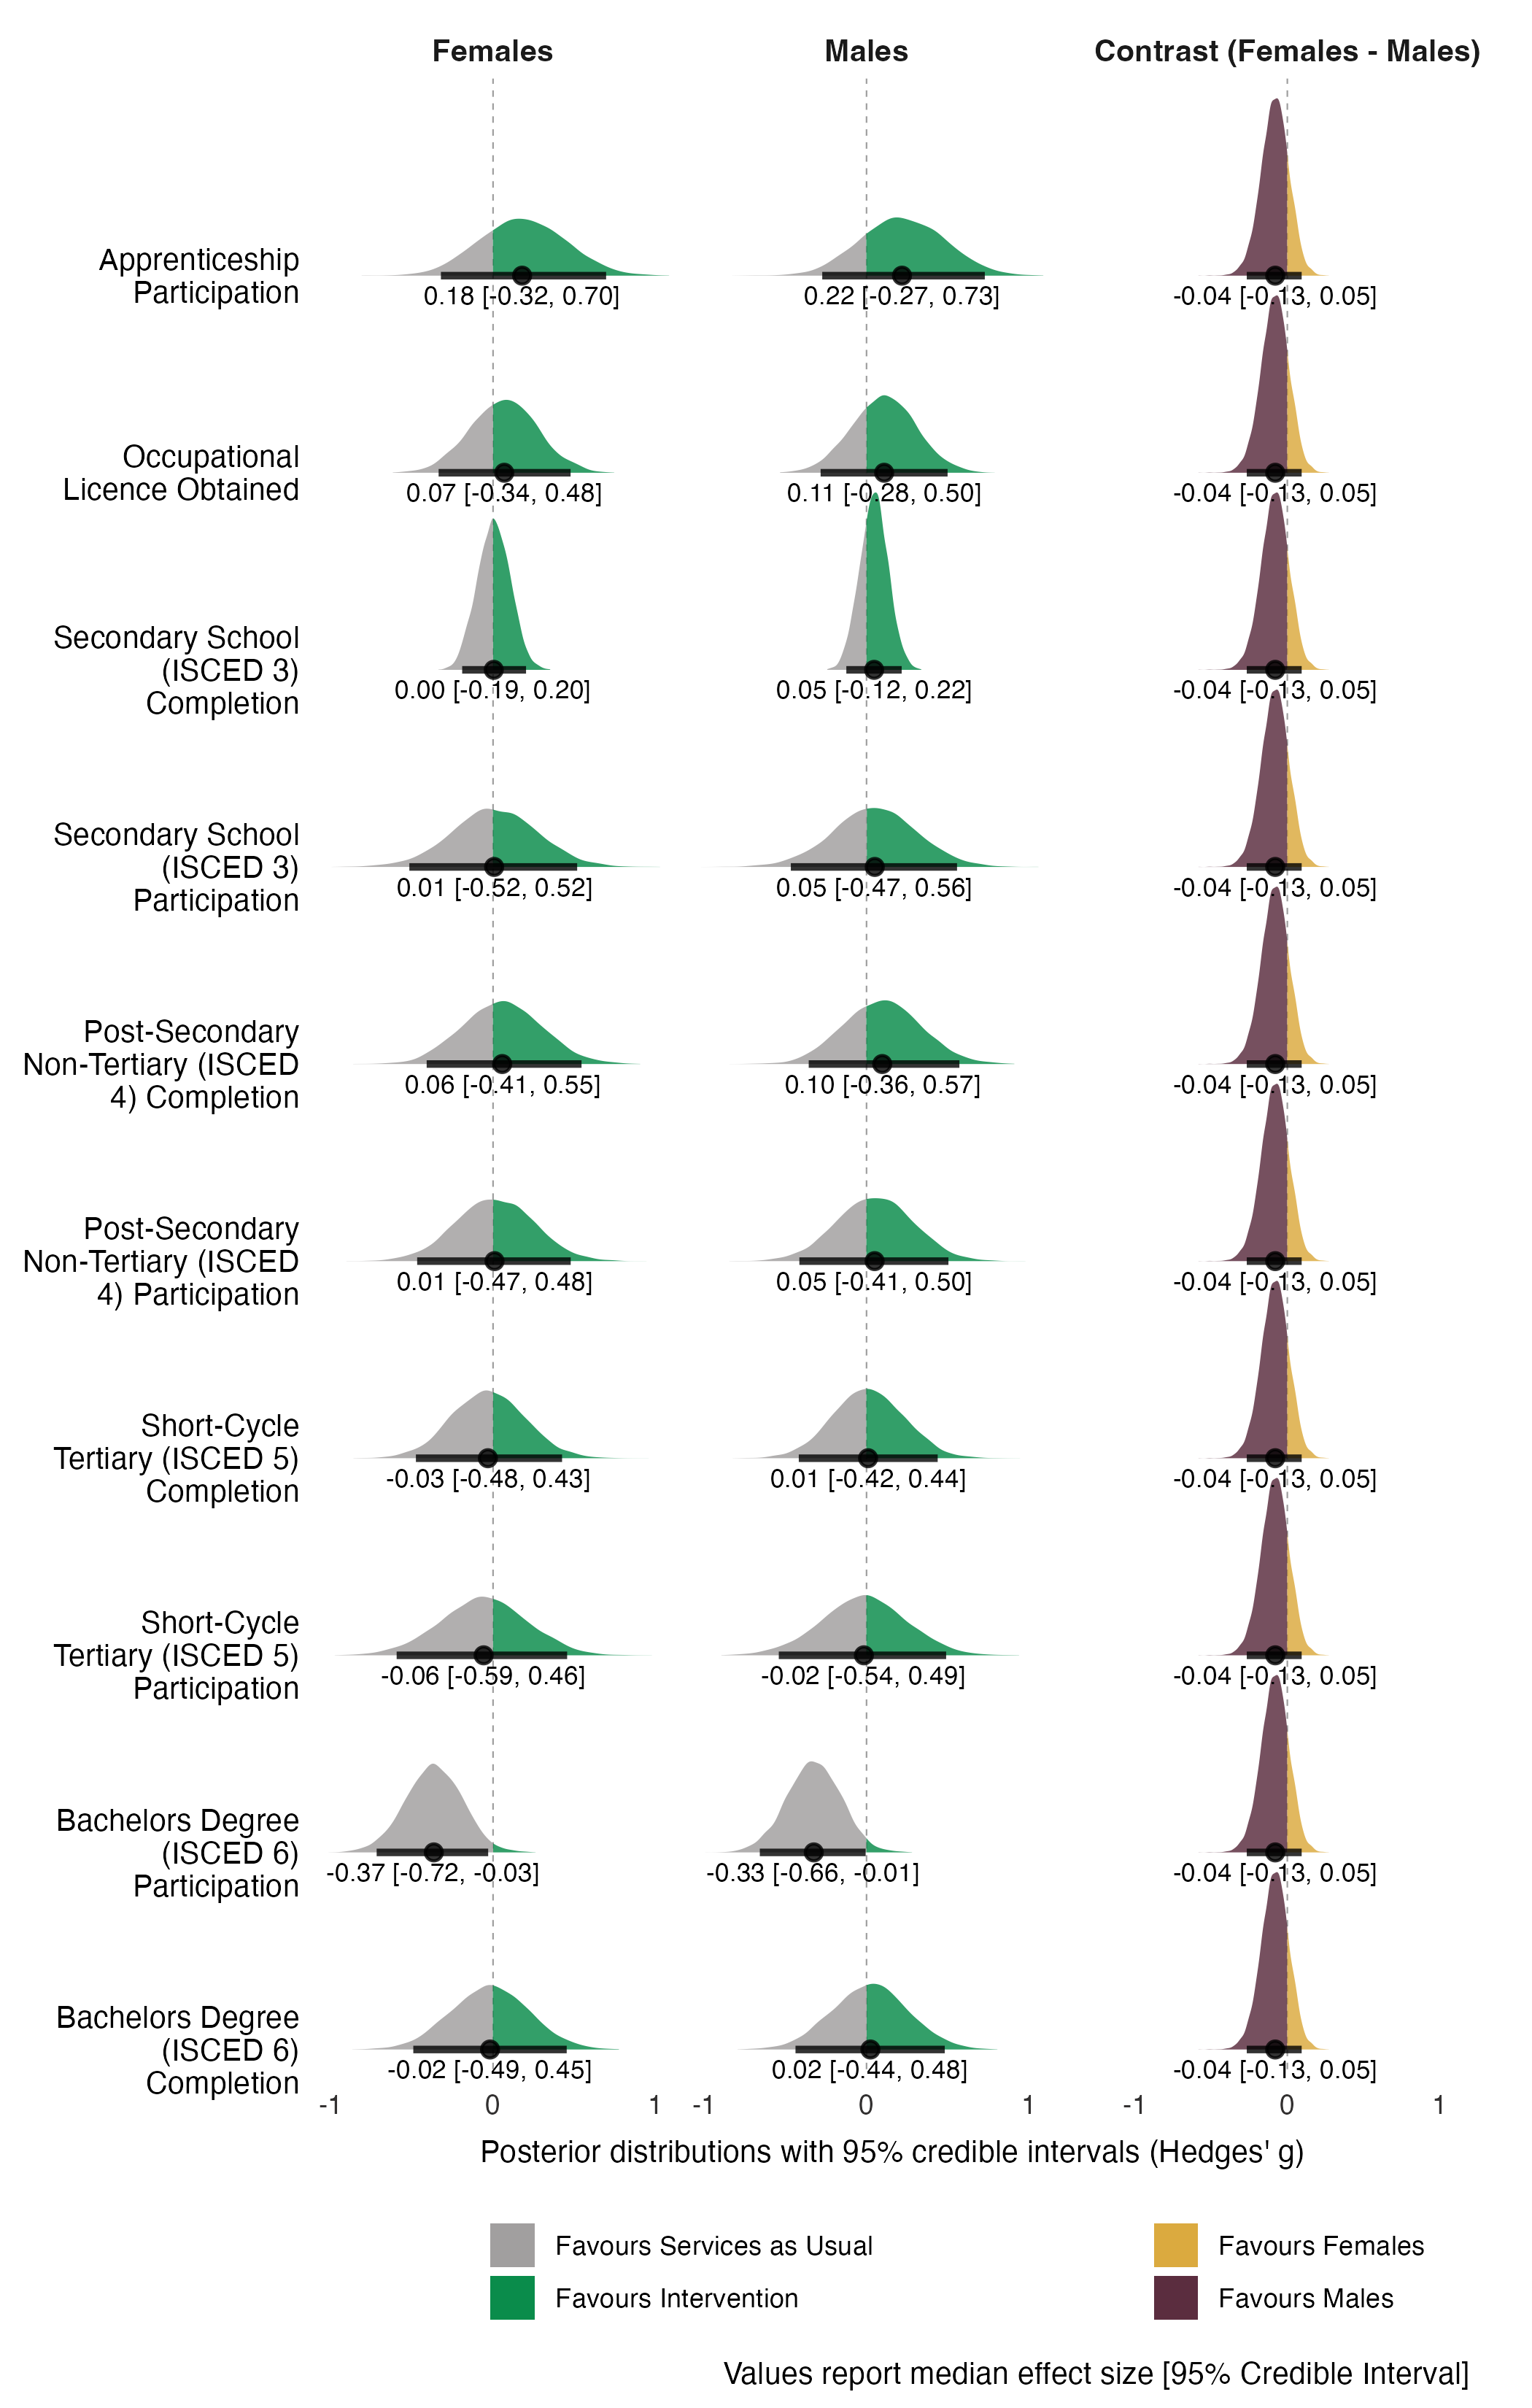 Females Males Contrast (Females - Males)
Apprenticeship
Participation
0.18 [-0.32, 0.70] 0.22 [-0.27, 0.73] -0.04 [-0.13, 0.05]
Occupational
Licence Obtained
0.07 [-0.34, 0.48] 0.11 [-0.28, 0.50] -0.04 [-0.13, 0.05]
Secondary School
(ISCED 3)
Completion
0.00 [-0.19, 0.20] 0.05 [-0.12, 0.22] -0.04 [-0.13, 0.05]
Secondary School
(ISCED 3)
Participation
0.01 [-0.52, 0.52] 0.05 [-0.47, 0.56] -0.04 [-0.13, 0.05]
Post-Secondary
Non-Tertiary (ISCED
4) Completion
0.06 [-0.41, 0.55] 0.10 [-0.36, 0.57] -0.04 [-0.13, 0.05]
Post-Secondary
Non-Tertiary (ISCED
4) Participation
0.01 [-0.47, 0.48] 0.05 [-0.41, 0.50] -0.04 [-0.13, 0.05]
Short-Cycle
Tertiary (ISCED 5)
Completion
-0.03 [-0.48, 0.43] 0.01 [-0.42, 0.44] -0.04 [-0.13, 0.05]
Short-Cycle
Tertiary (ISCED 5)
Participation
-0.06 [-0.59, 0.46] -0.02 [-0.54, 0.49] -0.04 [-0.13, 0.05]
Bachelors Degree
(ISCED 6)
Participation
-0.37 [-0.72, -0.03] -0.33 [-0.66, -0.01] -0.04 [-0.13, 0.05]
Bachelors Degree
(ISCED 6)
Completion
-0.02 [-0.49, 0.45] 0.02 [-0.44, 0.48] -0.04 [-0.13, 0.05]
-1 0 1 -1 0 1 -1 0 1
Posterior distributions with 95% credible intervals (Hedges' g)
Favours Services as Usual
Favours Intervention
Favours Females
Favours Males
Values report median effect size [95% Credible Interval]